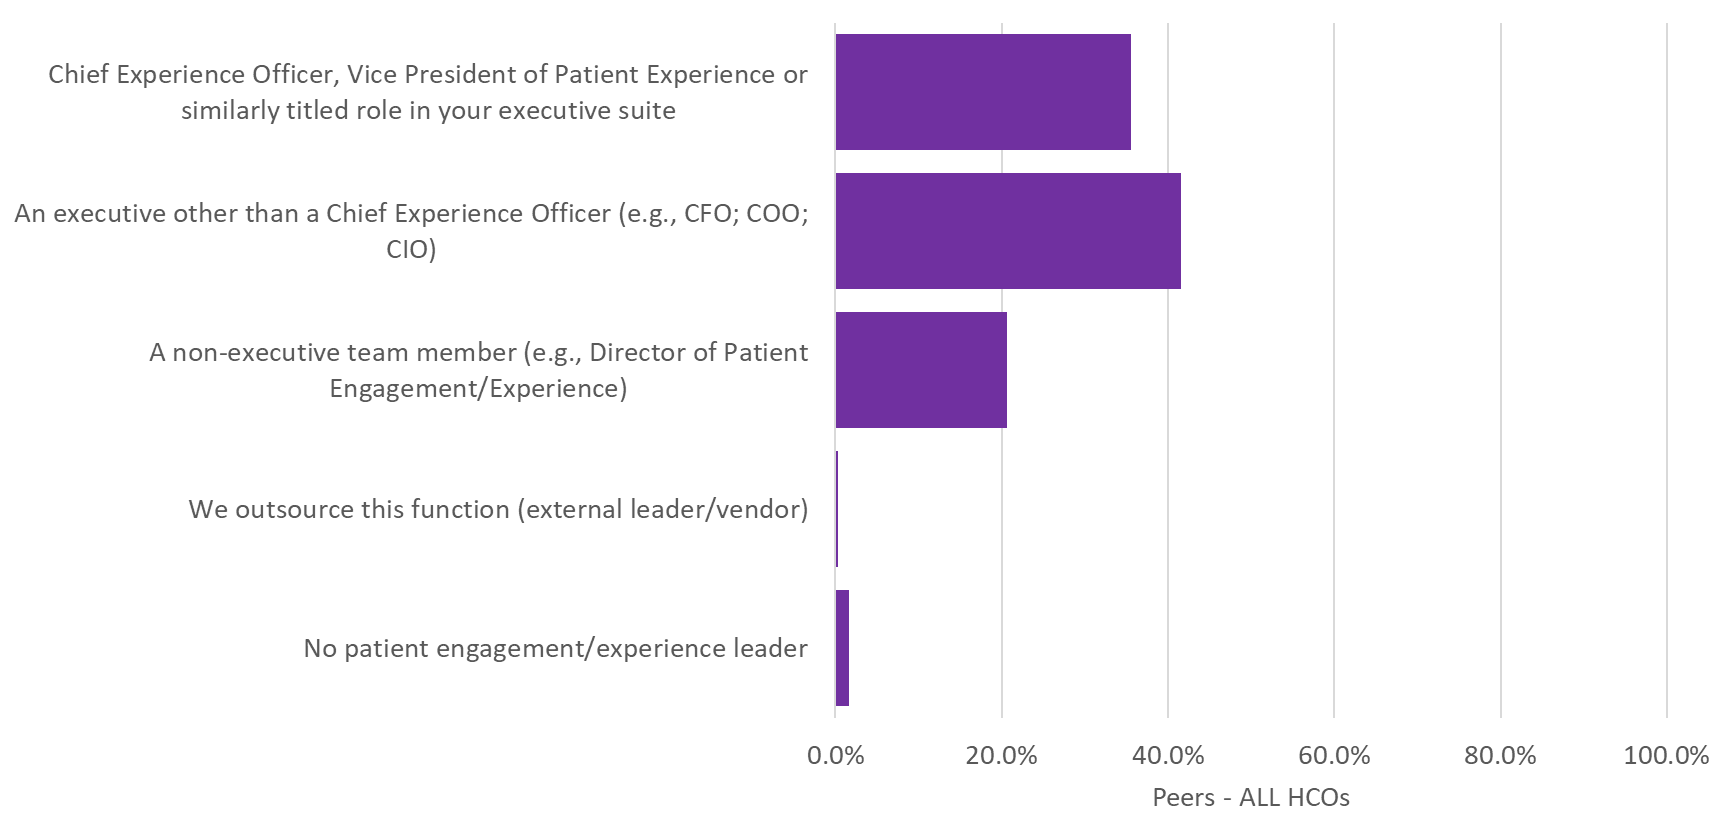 Chief Experience Officer, Vice President of Patient Experience or
similarly titled role in your executive suite
An executive other than a Chief Experience Officer (e.g., CFO; COO;
CIO)
A non-executive team member (e.g., Director of Patient
Engagement/Experience)
We outsource this function (external leader/vendor)
No patient engagement/experience leader
0.0% 20.0% 40.0% 60.0% 80.0% 100.0%
Peers - ALL HCOs